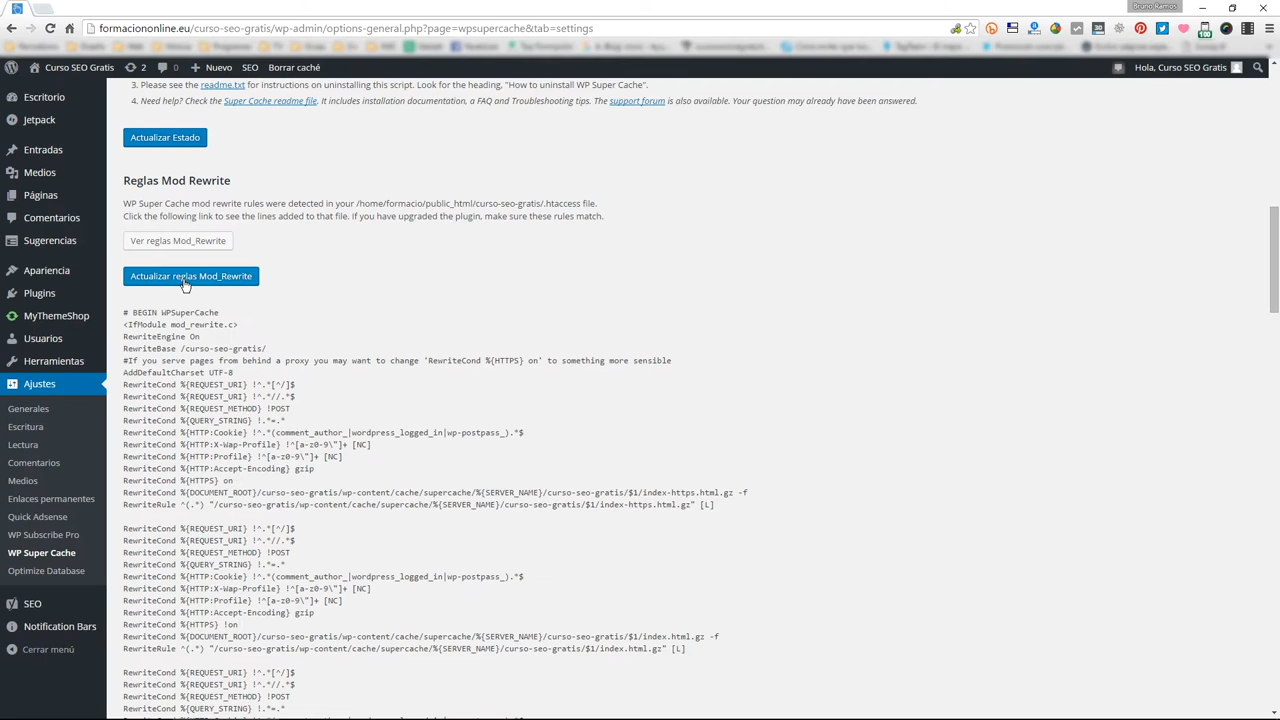 Bruno Ramos
formaciononline.eu/curso-seo-gratis/wp-admin/options-general.php?page=wpsupercache&tab=settings
Curso SEO Gratis 2 0 Nuevo SEO Borrar caché Hola, Curso SEO Gratis
3. Please see the readme.txt for instructions on uninstalling this script. Look for the heading, "How to uninstall WP Super Cache".
4. Need help? Check the Super Cache readme file. It includes installation documentation, a FAQ and Troubleshooting tips. The support forum is also available. Your question may already have been answered.
Actualizar Estado
Reglas Mod Rewrite
WP Super Cache mod rewrite rules were detected in your /home/formacio/public_html/curso-seo-gratis/.htaccess file.
Click the following link to see the lines added to that file. If you have upgraded the plugin, make sure these rules match.
Ver reglas Mod_Rewrite
Actualizar reglas Mod_Rewrite
# BEGIN WPSuperCache
<IfModule mod_rewrite.c>
RewriteEngine On
RewriteBase /curso-seo-gratis/
#If you serve pages from behind a proxy you may want to change 'RewriteCond %{HTTPS} on' to something more sensible
AddDefaultCharset UTF-8
RewriteCond %{REQUEST_URI} !^.*[^/]$
RewriteCond %{REQUEST_URI} !^.*//.*$
RewriteCond %{REQUEST_METHOD} !POST
RewriteCond %{QUERY_STRING} !.*=.*
RewriteCond %{HTTP:Cookie} !^.*(comment_author_|wordpress_logged_in|wp-postpass_).*$
RewriteCond %{HTTP:X-Wap-Profile} !^[a-z0-9\"]+ [NC]
RewriteCond %{HTTP:Profile} !^[a-z0-9\"]+ [NC]
RewriteCond %{HTTP:Accept-Encoding} gzip
RewriteCond %{HTTPS} on
RewriteCond %{DOCUMENT_ROOT}/curso-seo-gratis/wp-content/cache/supercache/%{SERVER_NAME}/curso-seo-gratis/$1/index-https.html.gz -f
RewriteRule ^(.*) "/curso-seo-gratis/wp-content/cache/supercache/%{SERVER_NAME}/curso-seo-gratis/$1/index-https.html.gz" [L]
RewriteCond %{REQUEST_URI} !^.*[^/]$
RewriteCond %{REQUEST_URI} !^.*//.*$
RewriteCond %{REQUEST_METHOD} !POST
RewriteCond %{QUERY_STRING} !.*=.*
RewriteCond %{HTTP:Cookie} !^.*(comment_author_|wordpress_logged_in|wp-postpass_).*$
RewriteCond %{HTTP:X-Wap-Profile} !^[a-z0-9\"]+ [NC]
RewriteCond %{HTTP:Profile} !^[a-z0-9\"]+ [NC]
RewriteCond %{HTTP:Accept-Encoding} gzip
RewriteCond %{HTTPS} !on
RewriteCond %{DOCUMENT_ROOT}/curso-seo-gratis/wp-content/cache/supercache/%{SERVER_NAME}/curso-seo-gratis/$1/index.html.gz -f
RewriteRule ^(.*) "/curso-seo-gratis/wp-content/cache/supercache/%{SERVER_NAME}/curso-seo-gratis/$1/index.html.gz" [L]
RewriteCond %{REQUEST_URI} !^.*[^/]$
RewriteCond %{REQUEST_URI} !^.*//.*$
RewriteCond %{REQUEST_METHOD} !POST
RewriteCond %{QUERY_STRING} !.*=.*
Escritorio
Jetpack
Entradas
Medios
Páginas
Comentarios
Sugerencias
Apariencia
Plugins
MyThemeShop
Usuarios
Herramientas
Ajustes
Generales
Escritura
Lectura
Comentarios
Medios
Enlaces permanentes
Quick Adsense
WP Subscribe Pro
WP Super Cache
Optimize Database
SEO
Notification Bars
Cerrar menú